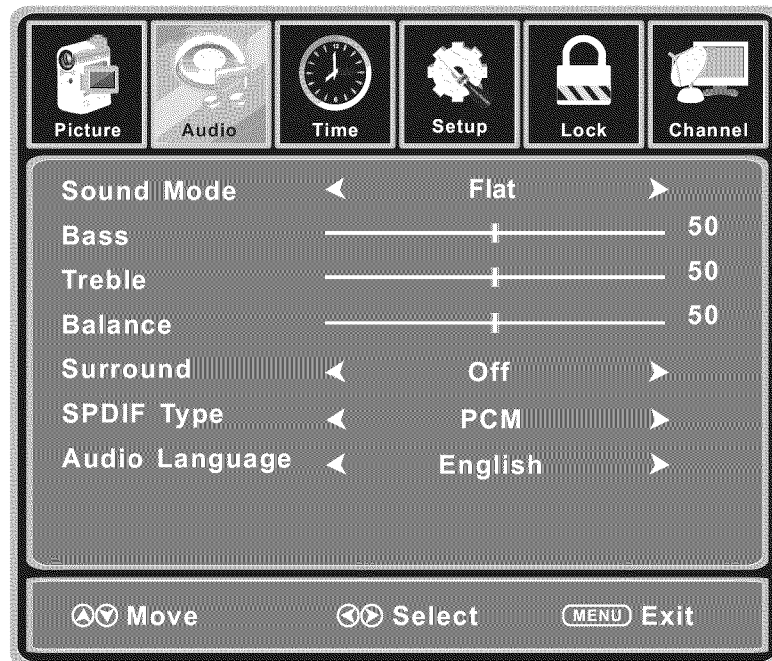 Picture Audio Time Setup Lock Channel
Sound Mode Flat
Bass 50
Treble 50
Balance 50
Surround Off
SPDIF Type PCM
Audio Language English
Move Select MENU Exit